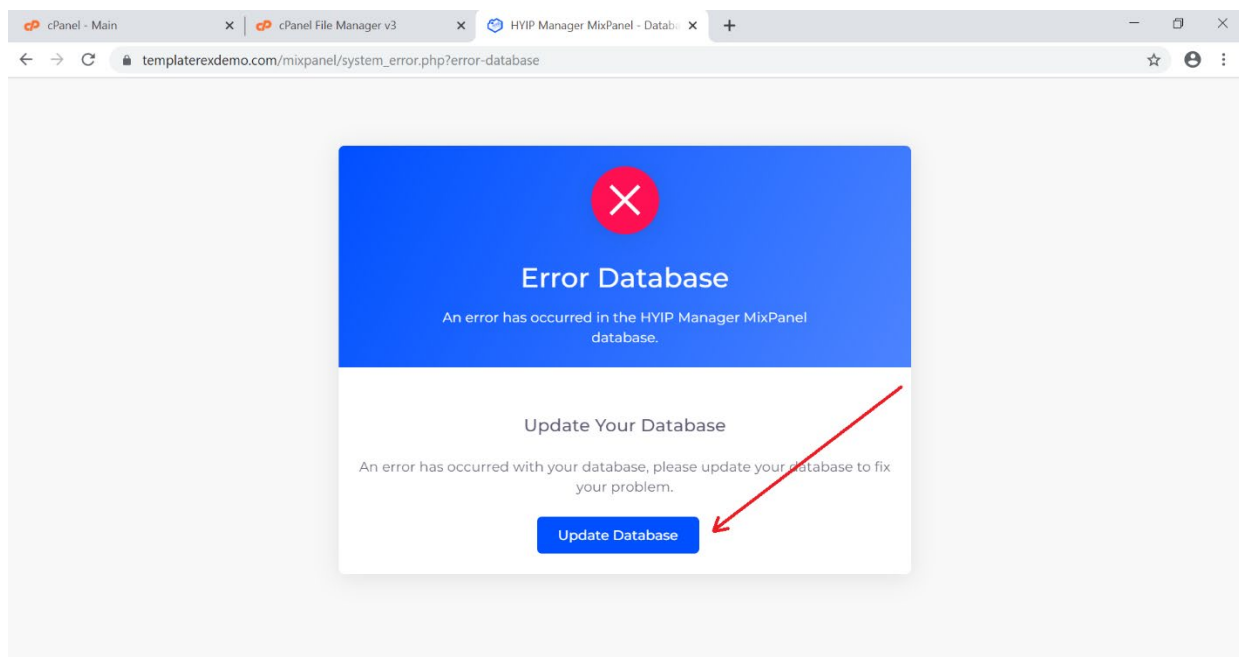 cPanel - Main
cPanel File Manager v3
HYIP Manager MixPanel - Databa
templaterexdemo.com/mixpanel/system_error.php?error-database
Error Database
An error has occurred in the HYIP Manager MixPanel
database.
Update Your Database
An error has occurred with your database, please update your database to fix
your problem.
Update Database